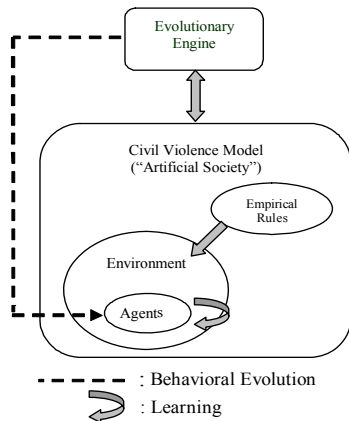 Evolutionary
Engine
Civil Violence Model
(“Artificial Society”)
Empirical
Rules
Environment
Agents
: Behavioral Evolution
: Learning